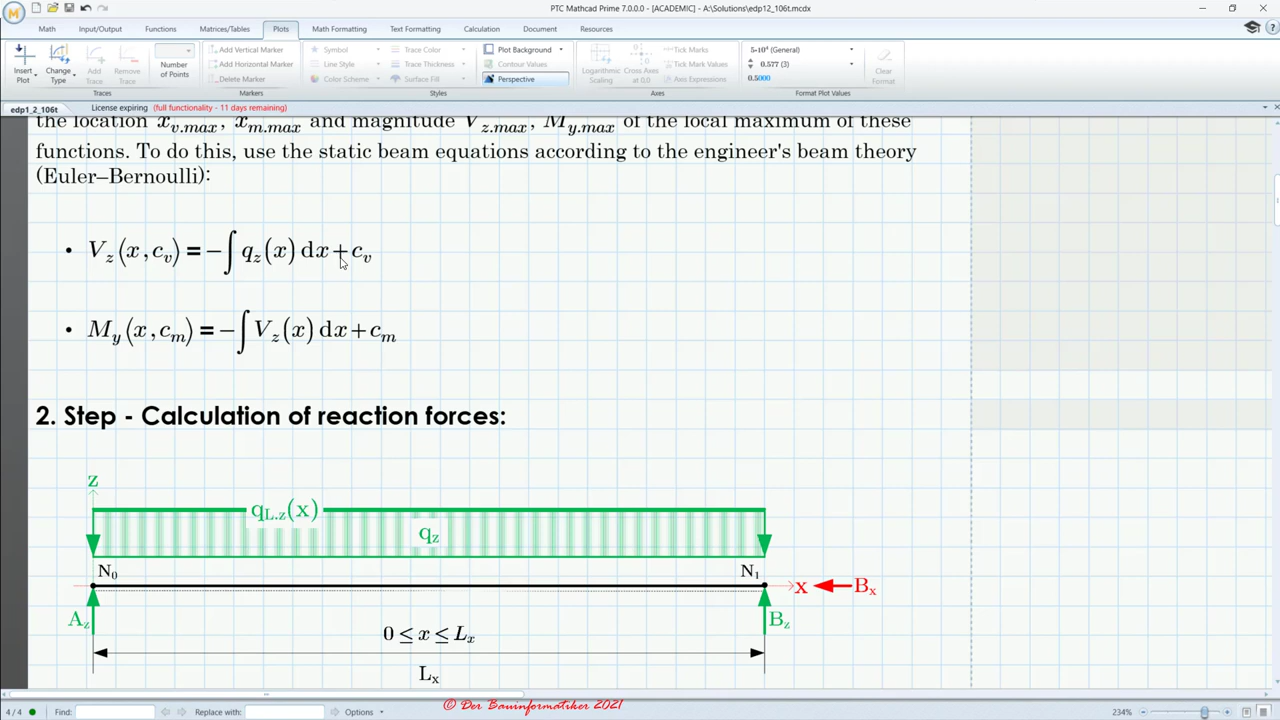 PTC Mathcad Prime 7.0.0.0 - [ACADEMIC] - A:\Solutions\edp12_106t.mcdx
Math Input/Output Functions Matrices/Tables Plots Math Formatting Text Formatting Calculation Document Resources
Insert Plot
Change Type
Add Trace
Remove Trace
Traces
Number of Points
Add Vertical Marker
Add Horizontal Marker
Delete Marker
Markers
Symbol
Line Style
Color Scheme
Trace Color
Trace Thickness
Surface Fill
Styles
Plot Background
Contour Values
Perspective
Logarithmic Scaling
Cross Axes at 0,0
Tick Marks
Tick Mark Values
Axis Expressions
Axes
5•10⁴ (General)
0.577 (3)
0.5000
Format Plot Values
Clear Format
edp1_2_106t License expiring (full functionality - 11 days remaining)
the location x_v.max, x_m.max and magnitude V_z.max, M_y.max of the local maximum of these
functions. To do this, use the static beam equations according to the engineer's beam theory
(Euler–Bernoulli):
• V_z(x, c_v) = -∫ q_z(x) dx + c_v
• M_y(x, c_m) = -∫ V_z(x) dx + c_m
2. Step - Calculation of reaction forces:
z
q_L.z(x)
q_z
N₀ N₁
x B_x
A_z B_z
0 ≤ x ≤ L_x
L_x
© Der Bauinformatiker 2021
4 / 4 Find: Replace with: Options 234%